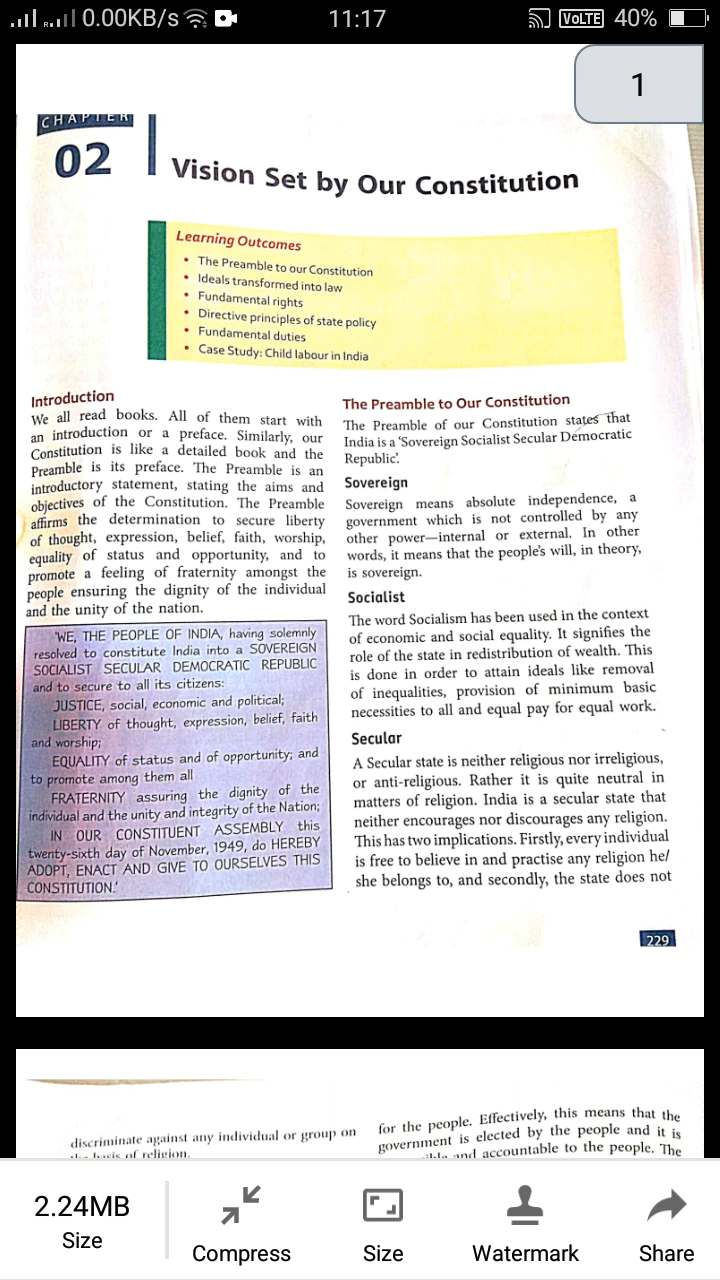 0.00KB/s
11:17
VoLTE
40%
1
CHAPTER
02
Vision Set by Our Constitution
Learning Outcomes
• The Preamble to our Constitution
• Ideals transformed into law
• Fundamental rights
• Directive principles of state policy
• Fundamental duties
• Case Study: Child labour in India
Introduction
We all read books. All of them start with
an introduction or a preface. Similarly, our
Constitution is like a detailed book and the
Preamble is its preface. The Preamble is an
introductory statement, stating the aims and
objectives of the Constitution. The Preamble
affirms the determination to secure liberty
of thought, expression, belief, faith, worship,
equality of status and opportunity, and to
promote a feeling of fraternity amongst the
people ensuring the dignity of the individual
and the unity of the nation.
'WE, THE PEOPLE OF INDIA, having solemnly
resolved to constitute India into a SOVEREIGN
SOCIALIST SECULAR DEMOCRATIC REPUBLIC
and to secure to all its citizens:
JUSTICE, social, economic and political;
LIBERTY of thought, expression, belief, faith
and worship;
EQUALITY of status and of opportunity; and
to promote among them all
FRATERNITY assuring the dignity of the
individual and the unity and integrity of the Nation;
IN OUR CONSTITUENT ASSEMBLY this
twenty-sixth day of November, 1949, do HEREBY
ADOPT, ENACT AND GIVE TO OURSELVES THIS
CONSTITUTION.'
The Preamble to Our Constitution
The Preamble of our Constitution states that
India is a 'Sovereign Socialist Secular Democratic
Republic'.
Sovereign
Sovereign means absolute independence, a
government which is not controlled by any
other power—internal or external. In other
words, it means that the people's will, in theory,
is sovereign.
Socialist
The word Socialism has been used in the context
of economic and social equality. It signifies the
role of the state in redistribution of wealth. This
is done in order to attain ideals like removal
of inequalities, provision of minimum basic
necessities to all and equal pay for equal work.
Secular
A Secular state is neither religious nor irreligious,
or anti-religious. Rather it is quite neutral in
matters of religion. India is a secular state that
neither encourages nor discourages any religion.
This has two implications. Firstly, every individual
is free to believe in and practise any religion he/
she belongs to, and secondly, the state does not
229
discriminate against any individual or group on
basis of religion.
for the people. Effectively, this means that the
government is elected by the people and it is
and accountable to the people. The
2.24MB
Size
Compress
Size
Watermark
Share